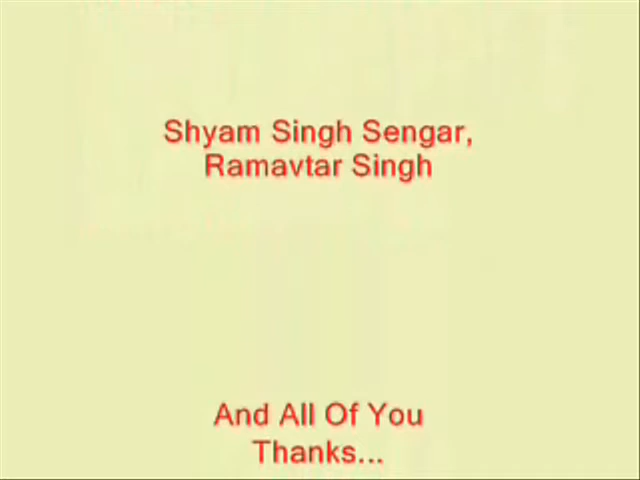 Shyam Singh Sengar,
Ramavtar Singh
And All Of You
Thanks...